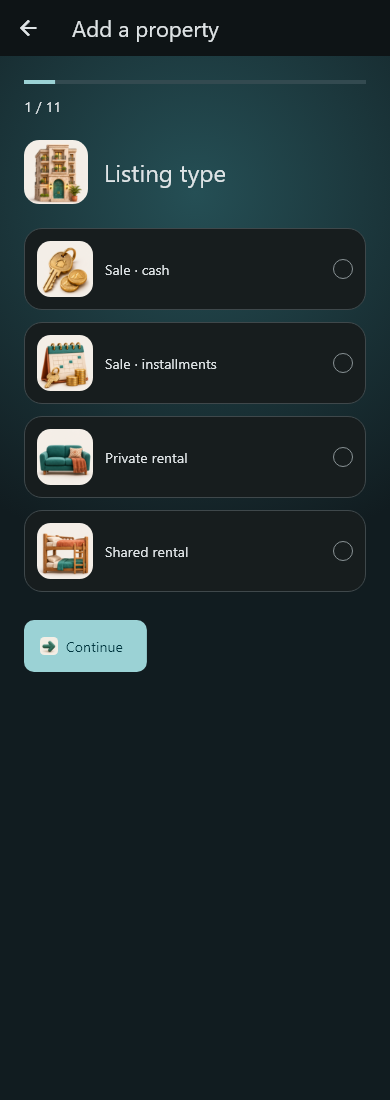 Add a property
1 / 11
Listing type
Sale · cash
Sale · installments
Private rental
Shared rental
Continue